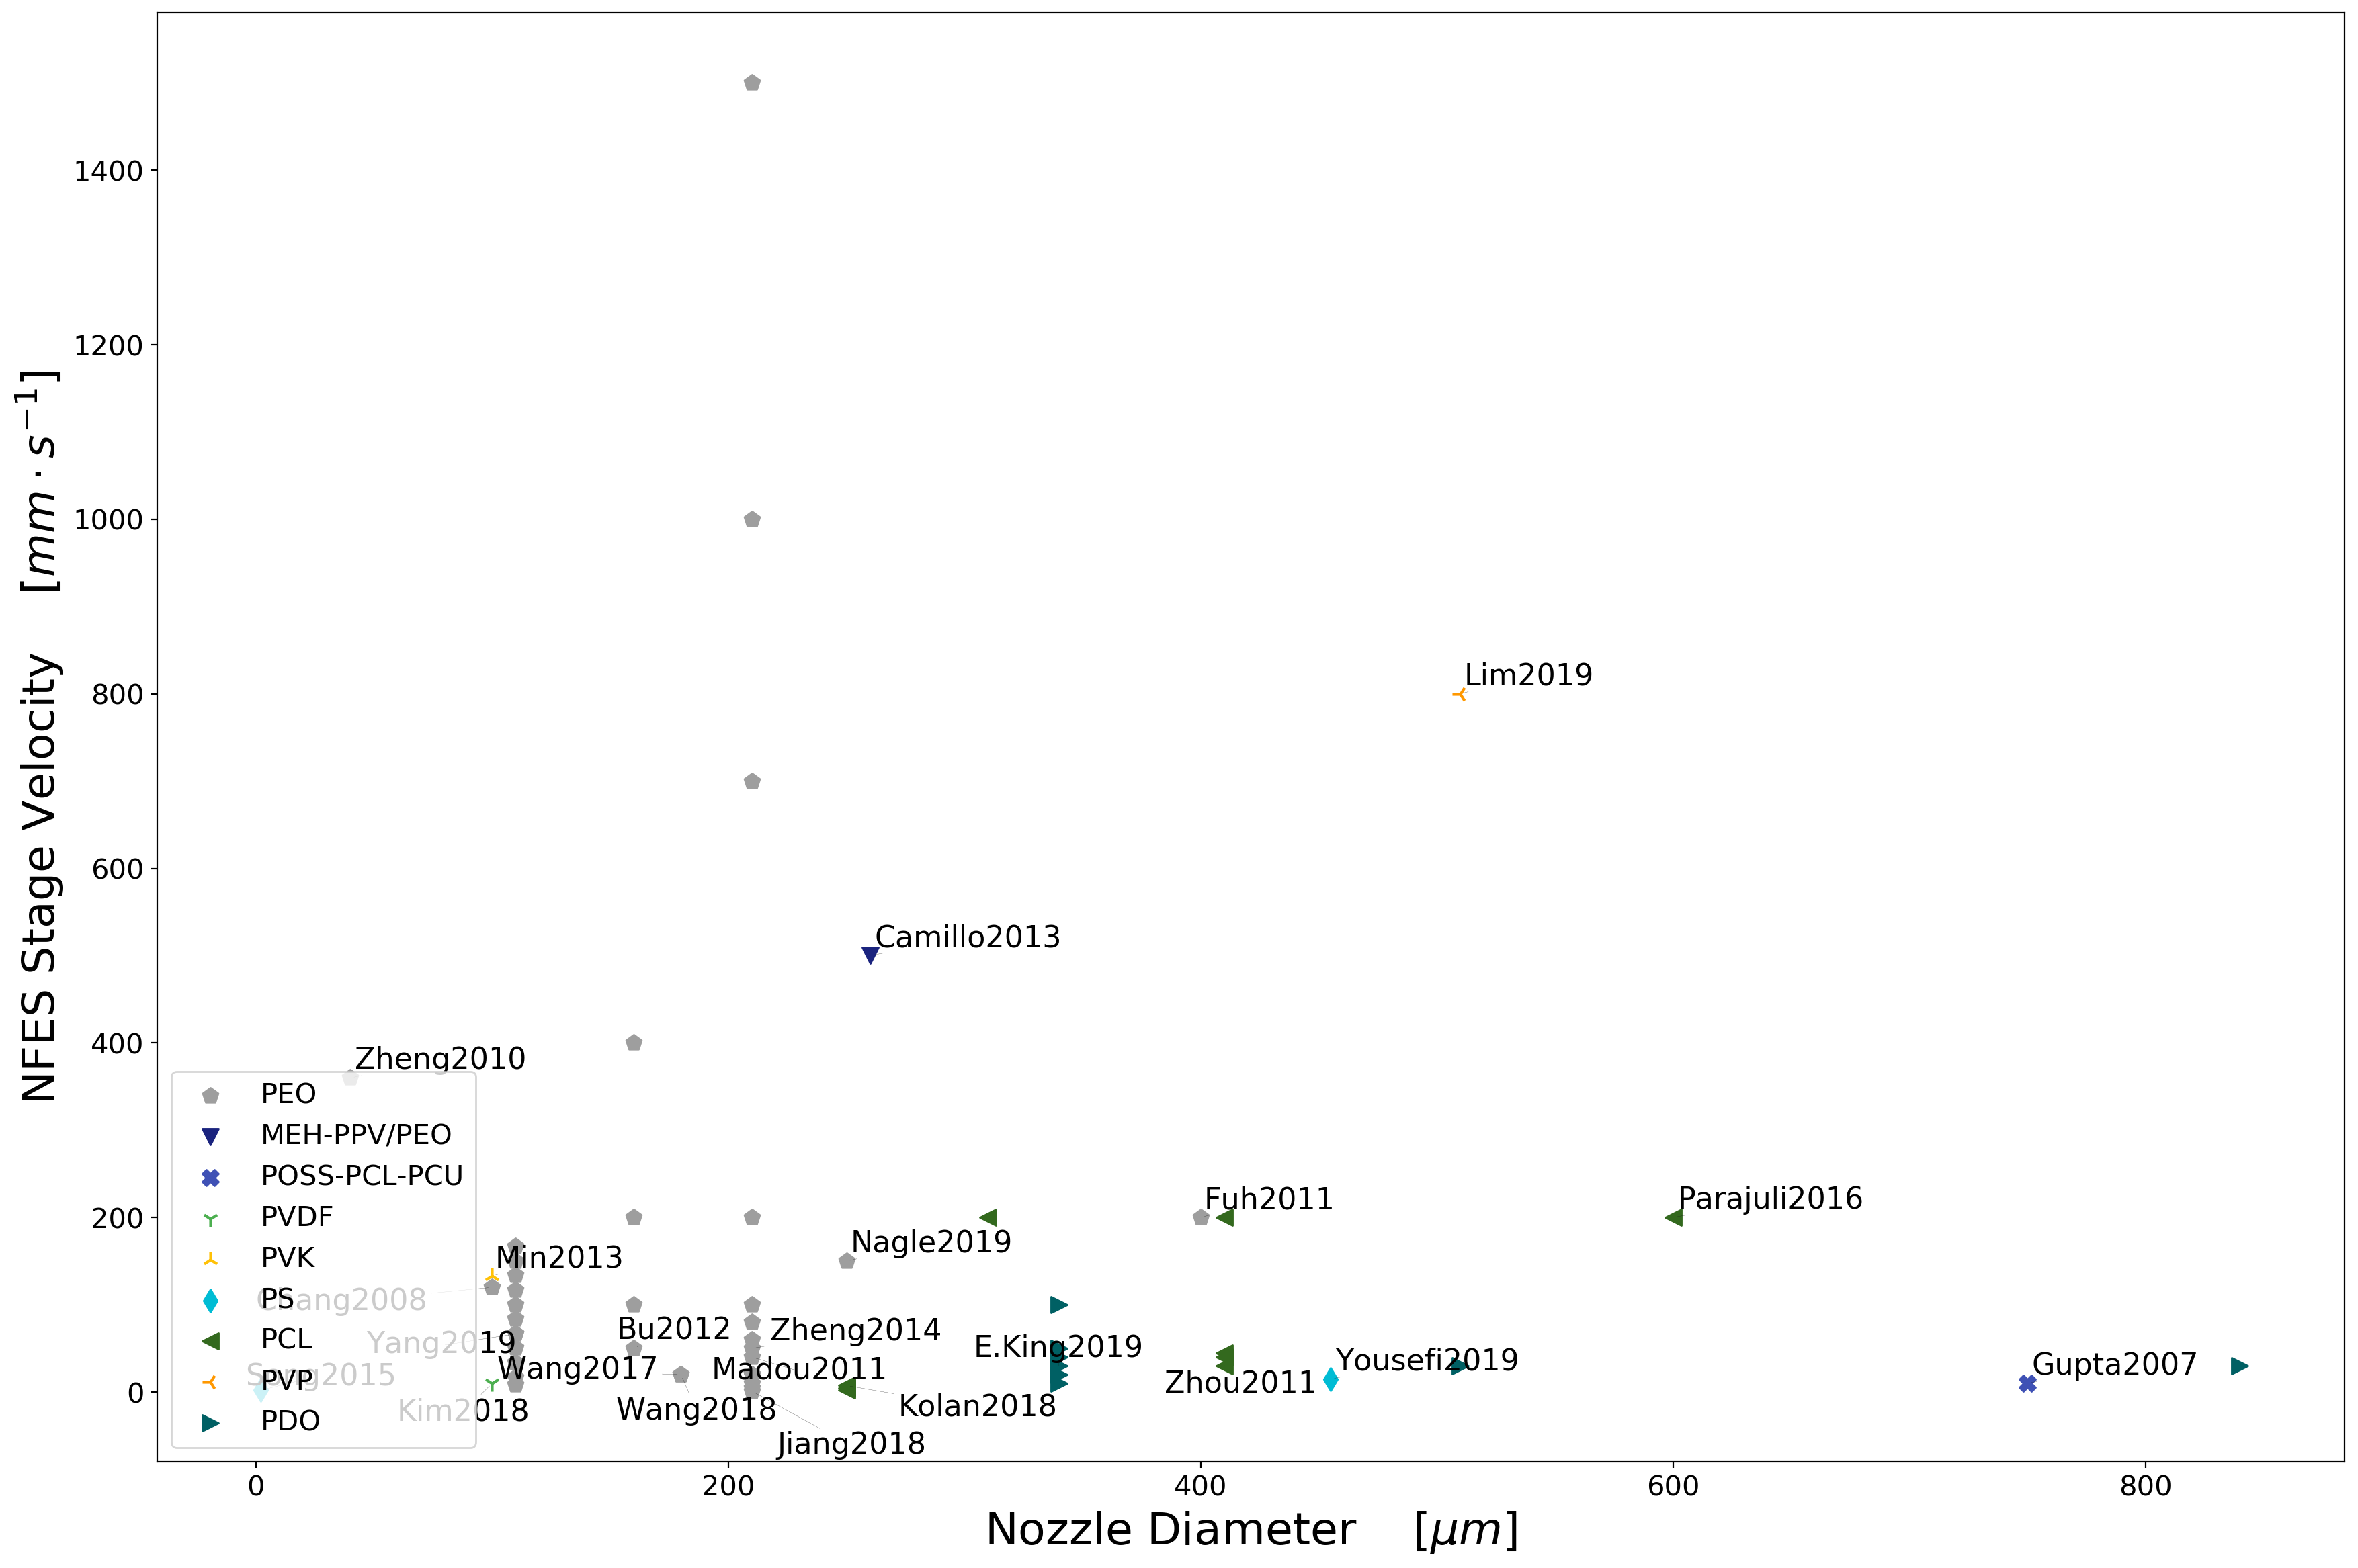 1400
1200
1000
800
600
400
200
0
NFES Stage Velocity [mm · s⁻¹]
Lim2019
Camillo2013
Zheng2010
PEO
MEH-PPV/PEO
POSS-PCL-PCU
PVDF
PVK
PS
PCL
PVP
PDO
Fuh2011
Parajuli2016
Nagle2019
Min2013
Chang2008
Bu2012
Zheng2014
Yang2019
E.King2019
Wang2017
Madou2011
Song2015
Yousefi2019
Zhou2011
Gupta2007
Kim2018
Wang2018
Kolan2018
Jiang2018
0 200 400 600 800
Nozzle Diameter [μm]